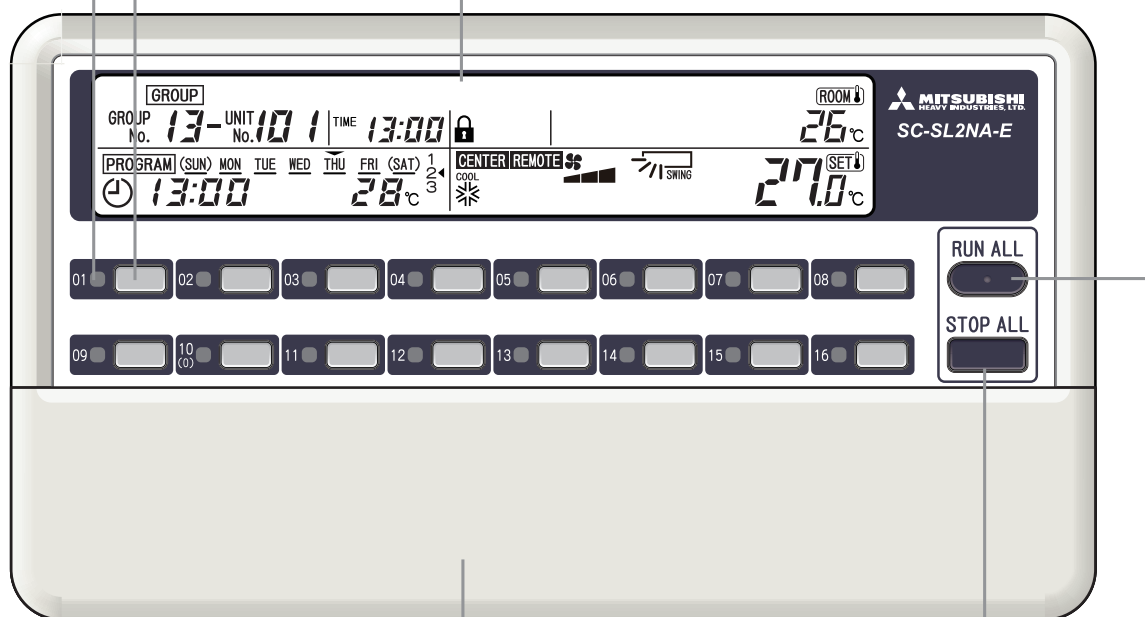 GROUP
GROUP No. 13-UNIT No. 101 TIME 13:00
ROOM
26℃
PROGRAM (SUN) MON TUE WED THU FRI (SAT) 1 2 3
13:00 28℃
CENTER REMOTE
COOL
SWING
SET
27.0℃
MITSUBISHI
HEAVY INDUSTRIES, LTD.
SC-SL2NA-E
01 02 03 04 05 06 07 08
09 10 (0) 11 12 13 14 15 16
RUN ALL
STOP ALL